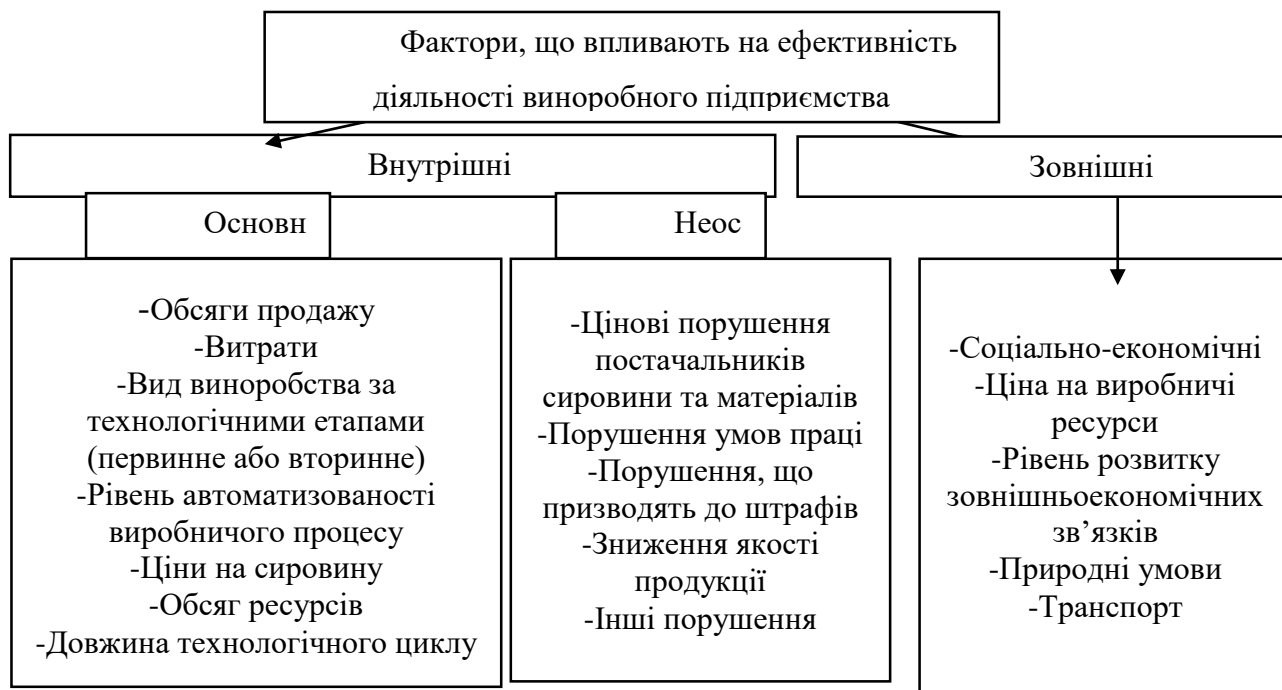 Фактори, що впливають на ефективність
діяльності виноробного підприємства
Внутрішні
Зовнішні
Основн
Неос
-Обсяги продажу
-Витрати
-Вид виноробства за
технологічними етапами
(первинне або вторинне)
-Рівень автоматизованості
виробничого процесу
-Ціни на сировину
-Обсяг ресурсів
-Довжина технологічного циклу
-Цінові порушення
постачальників
сировини та матеріалів
-Порушення умов праці
-Порушення, що
призводять до штрафів
-Зниження якості
продукції
-Інші порушення
-Соціально-економічні
-Ціна на виробничі
ресурси
-Рівень розвитку
зовнішньоекономічних
зв’язків
-Природні умови
-Транспорт